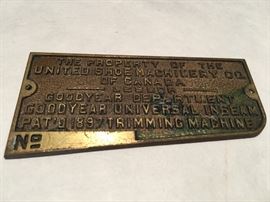 THE PROPERTY OF THE
UNITED SHOE MACHINERY CO.
OF CANADA
GOODYEAR DEPARTMENT
GOODYEAR UNIVERSAL INSEAM
PAT'D 1897 TRIMMING MACHINE
No